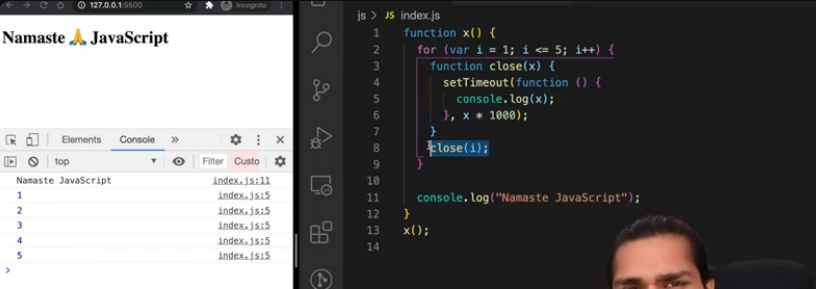 127.0.0.1:5500
Incognito
Namaste 🙏 JavaScript
Elements Console »
top
Filter Custo
Namaste JavaScript index.js:11
1 index.js:5
2 index.js:5
3 index.js:5
4 index.js:5
5 index.js:5
>
js > JS index.js
1 function x() {
2 for (var i = 1; i <= 5; i++) {
3 function close(x) {
4 setTimeout(function () {
5 console.log(x);
6 }, x * 1000);
7 }
8 close(i);
9 }
10
11 console.log("Namaste JavaScript");
12 }
13 x();
14